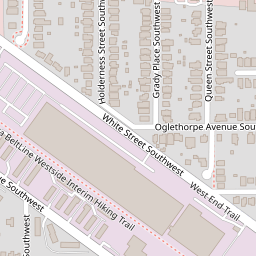 Holderness Street Southw
Grady Place Southwest
Queen Street Southwest
White Street Southwest
Oglethorpe Avenue Sou
West End Trail
a BeltLine Westside Interim Hiking Trail
e Southwest
Southwest